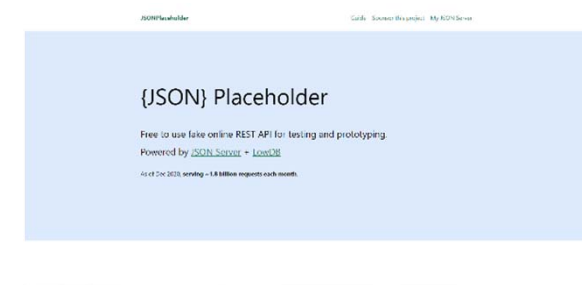 JSONPlaceholder
Guide Sponsor this project My JSON Server
{JSON} Placeholder
Free to use fake online REST API for testing and prototyping.
Powered by JSON Server + LowDB
As of Dec 2020, serving ~1.8 billion requests each month.